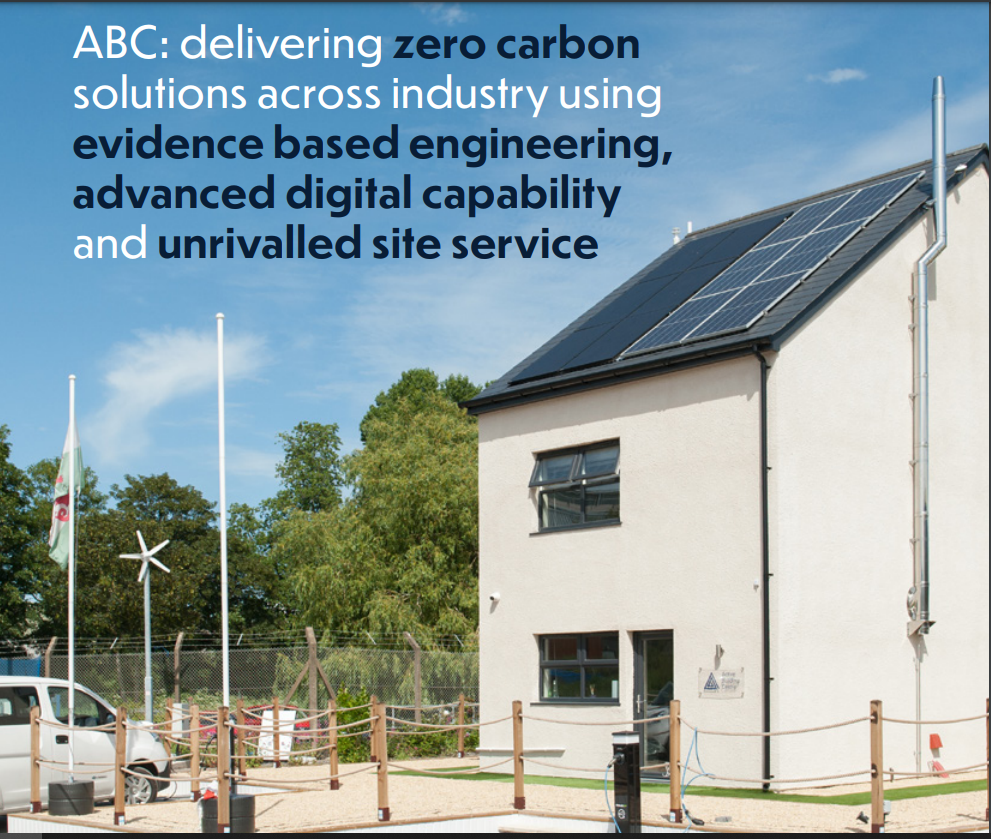 ABC: delivering zero carbon
solutions across industry using
evidence based engineering,
advanced digital capability
and unrivalled site service